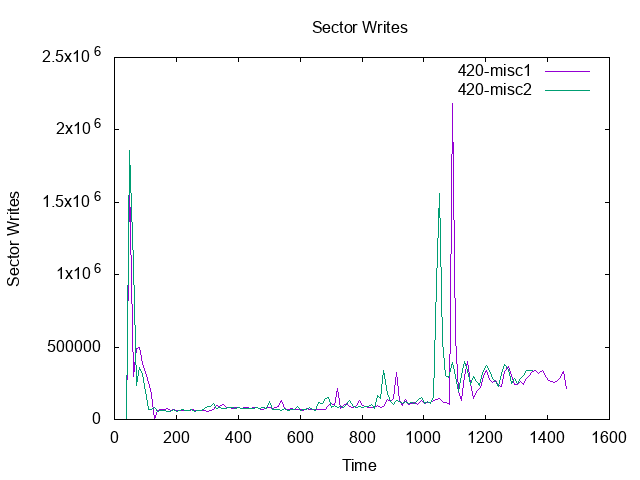 Sector Writes
420-misc1
420-misc2
2.5x10^6
2x10^6
1.5x10^6
1x10^6
500000
0
Sector Writes
0 200 400 600 800 1000 1200 1400 1600
Time